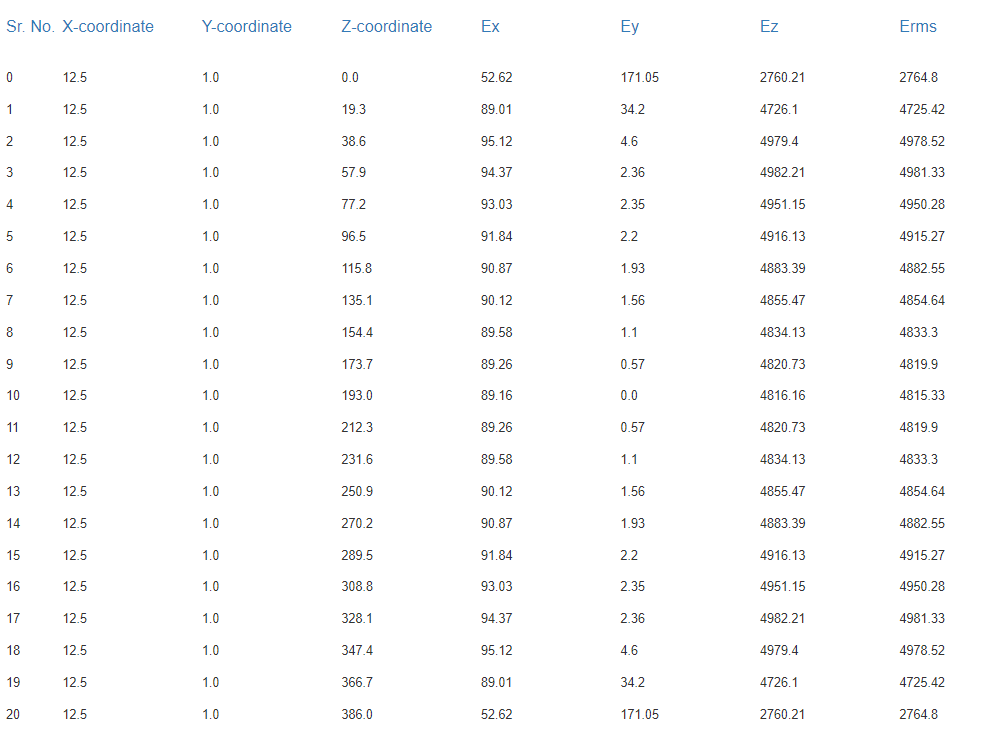 Sr. No. X-coordinate Y-coordinate Z-coordinate Ex Ey Ez Erms
0 12.5 1.0 0.0 52.62 171.05 2760.21 2764.8
1 12.5 1.0 19.3 89.01 34.2 4726.1 4725.42
2 12.5 1.0 38.6 95.12 4.6 4979.4 4978.52
3 12.5 1.0 57.9 94.37 2.36 4982.21 4981.33
4 12.5 1.0 77.2 93.03 2.35 4951.15 4950.28
5 12.5 1.0 96.5 91.84 2.2 4916.13 4915.27
6 12.5 1.0 115.8 90.87 1.93 4883.39 4882.55
7 12.5 1.0 135.1 90.12 1.56 4855.47 4854.64
8 12.5 1.0 154.4 89.58 1.1 4834.13 4833.3
9 12.5 1.0 173.7 89.26 0.57 4820.73 4819.9
10 12.5 1.0 193.0 89.16 0.0 4816.16 4815.33
11 12.5 1.0 212.3 89.26 0.57 4820.73 4819.9
12 12.5 1.0 231.6 89.58 1.1 4834.13 4833.3
13 12.5 1.0 250.9 90.12 1.56 4855.47 4854.64
14 12.5 1.0 270.2 90.87 1.93 4883.39 4882.55
15 12.5 1.0 289.5 91.84 2.2 4916.13 4915.27
16 12.5 1.0 308.8 93.03 2.35 4951.15 4950.28
17 12.5 1.0 328.1 94.37 2.36 4982.21 4981.33
18 12.5 1.0 347.4 95.12 4.6 4979.4 4978.52
19 12.5 1.0 366.7 89.01 34.2 4726.1 4725.42
20 12.5 1.0 386.0 52.62 171.05 2760.21 2764.8